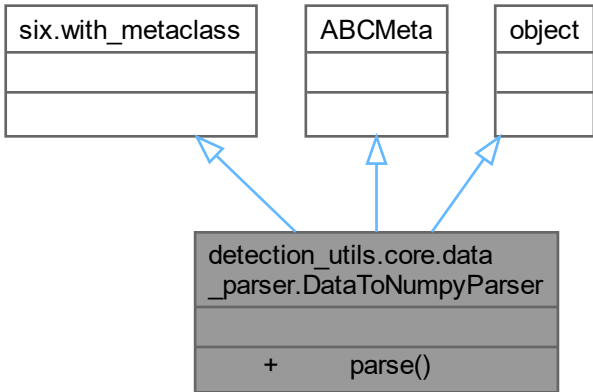 six.with_metaclass
ABCMeta
object
detection_utils.core.data
_parser.DataToNumpyParser
+ parse()